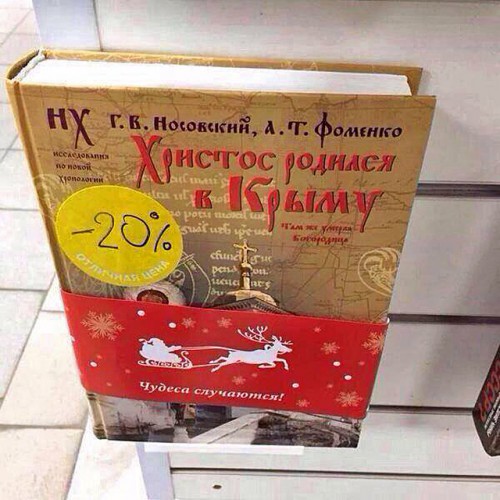 НХ Г. В. Носовский, А. Т. Фоменко
исследования
по новой
хронологии
Христос родился
в Крыму
Там же умерла
Богородица
-20%
ОТЛИЧНАЯ ЦЕНА
Чудеса случаются!